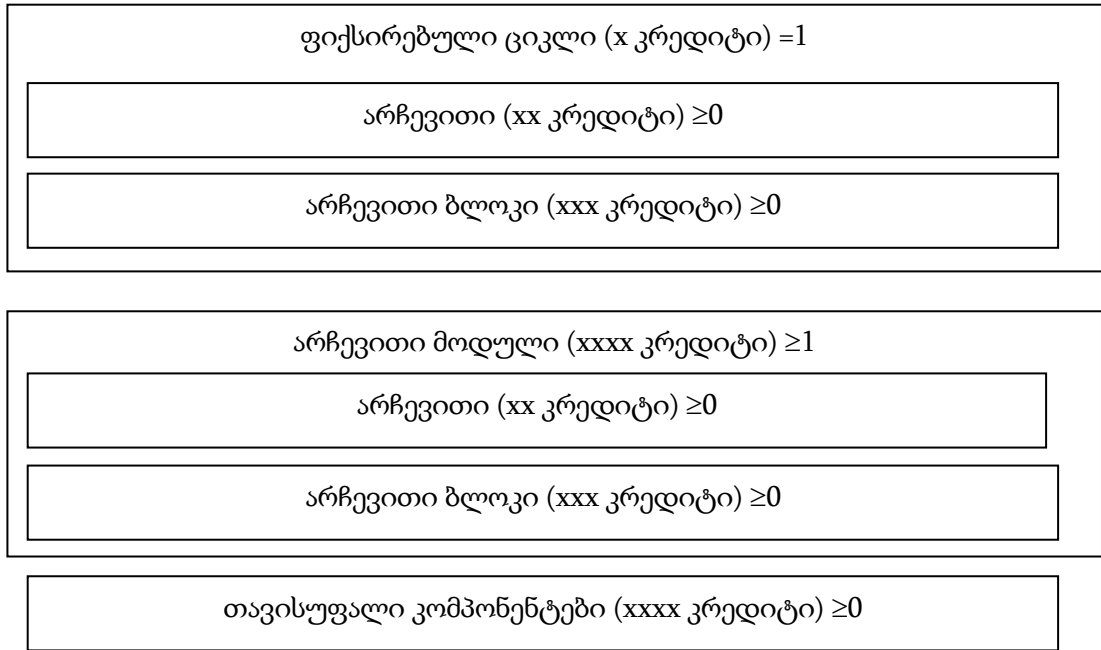 ფიქსირებული ციკლი (x კრედიტი) =1
არჩევითი (xx კრედიტი) ≥0
არჩევითი ბლოკი (xxx კრედიტი) ≥0
არჩევითი მოდული (xxxx კრედიტი) ≥1
არჩევითი (xx კრედიტი) ≥0
არჩევითი ბლოკი (xxx კრედიტი) ≥0
თავისუფალი კომპონენტები (xxxx კრედიტი) ≥0